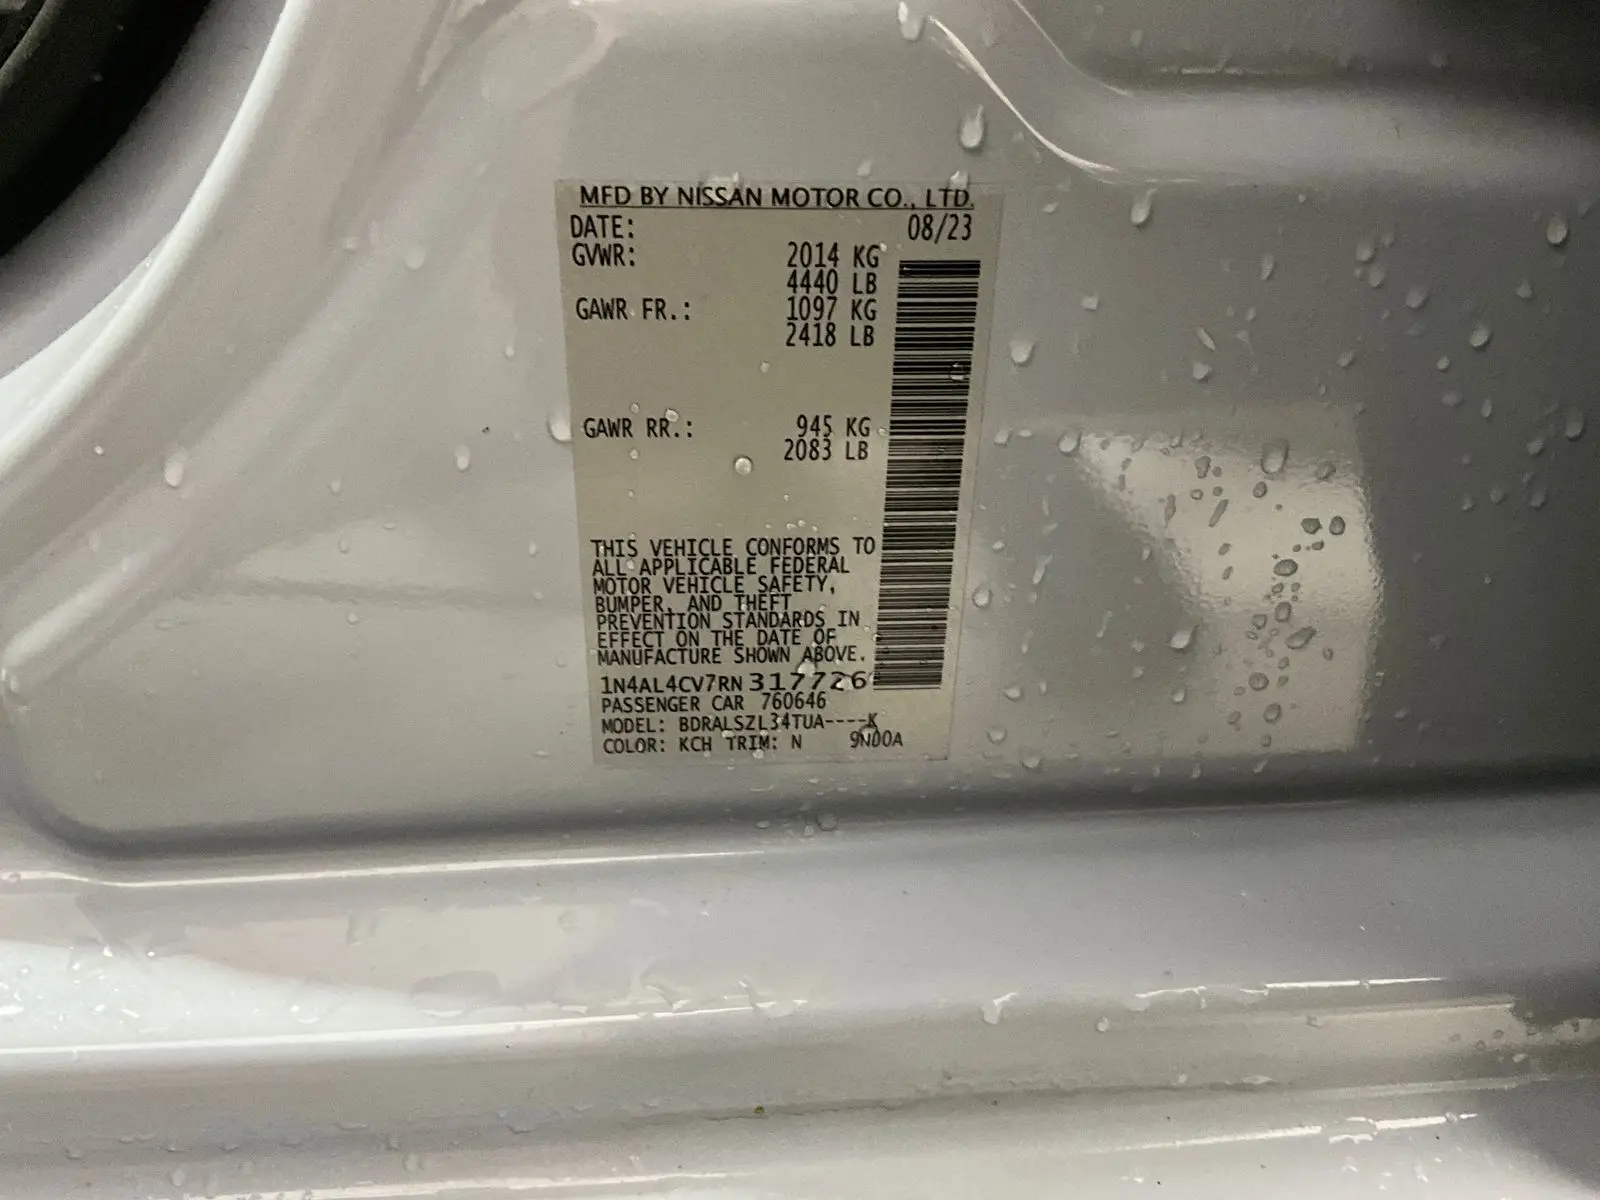 MFD BY NISSAN MOTOR CO., LTD.
DATE: 08/23
GVWR: 2014 KG
4440 LB
GAWR FR.: 1097 KG
2418 LB
GAWR RR.: 945 KG
2083 LB
THIS VEHICLE CONFORMS TO
ALL APPLICABLE FEDERAL
MOTOR VEHICLE SAFETY,
BUMPER, AND THEFT
PREVENTION STANDARDS IN
EFFECT ON THE DATE OF
MANUFACTURE SHOWN ABOVE.
1N4AL4CV7RN317726
PASSENGER CAR 760646
MODEL: BDRALSZL34TUA----K
COLOR: KCH TRIM: N 9N00A